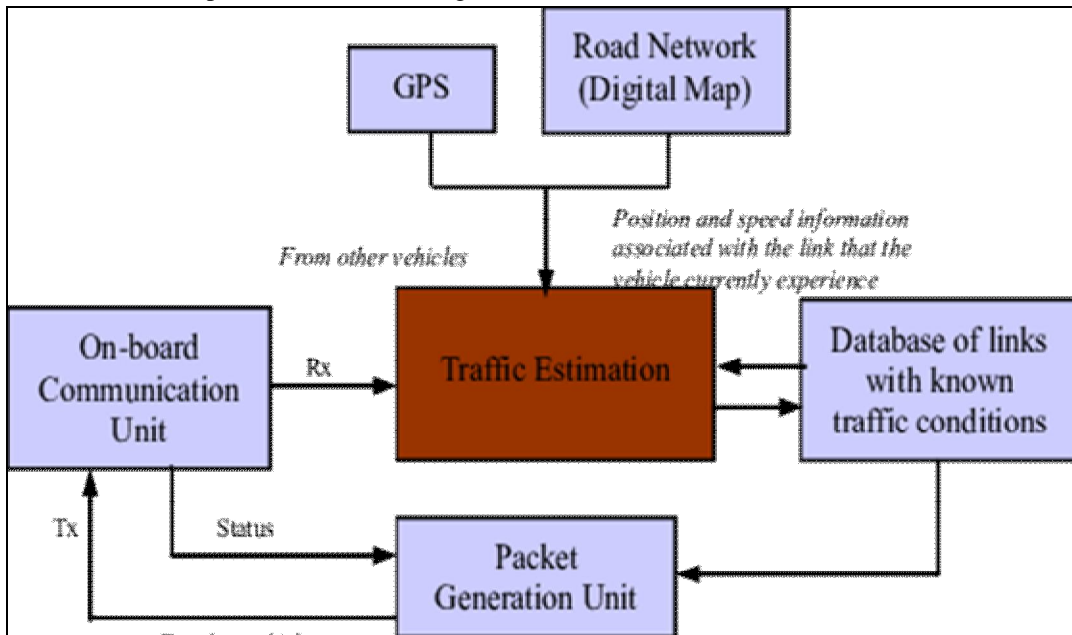 GPS
Road Network
(Digital Map)
Position and speed information
associated with the link that the
vehicle currently experience
From other vehicles
On-board
Communication
Unit
Rx
Traffic Estimation
Database of links
with known
traffic conditions
Tx
Status
Packet
Generation Unit